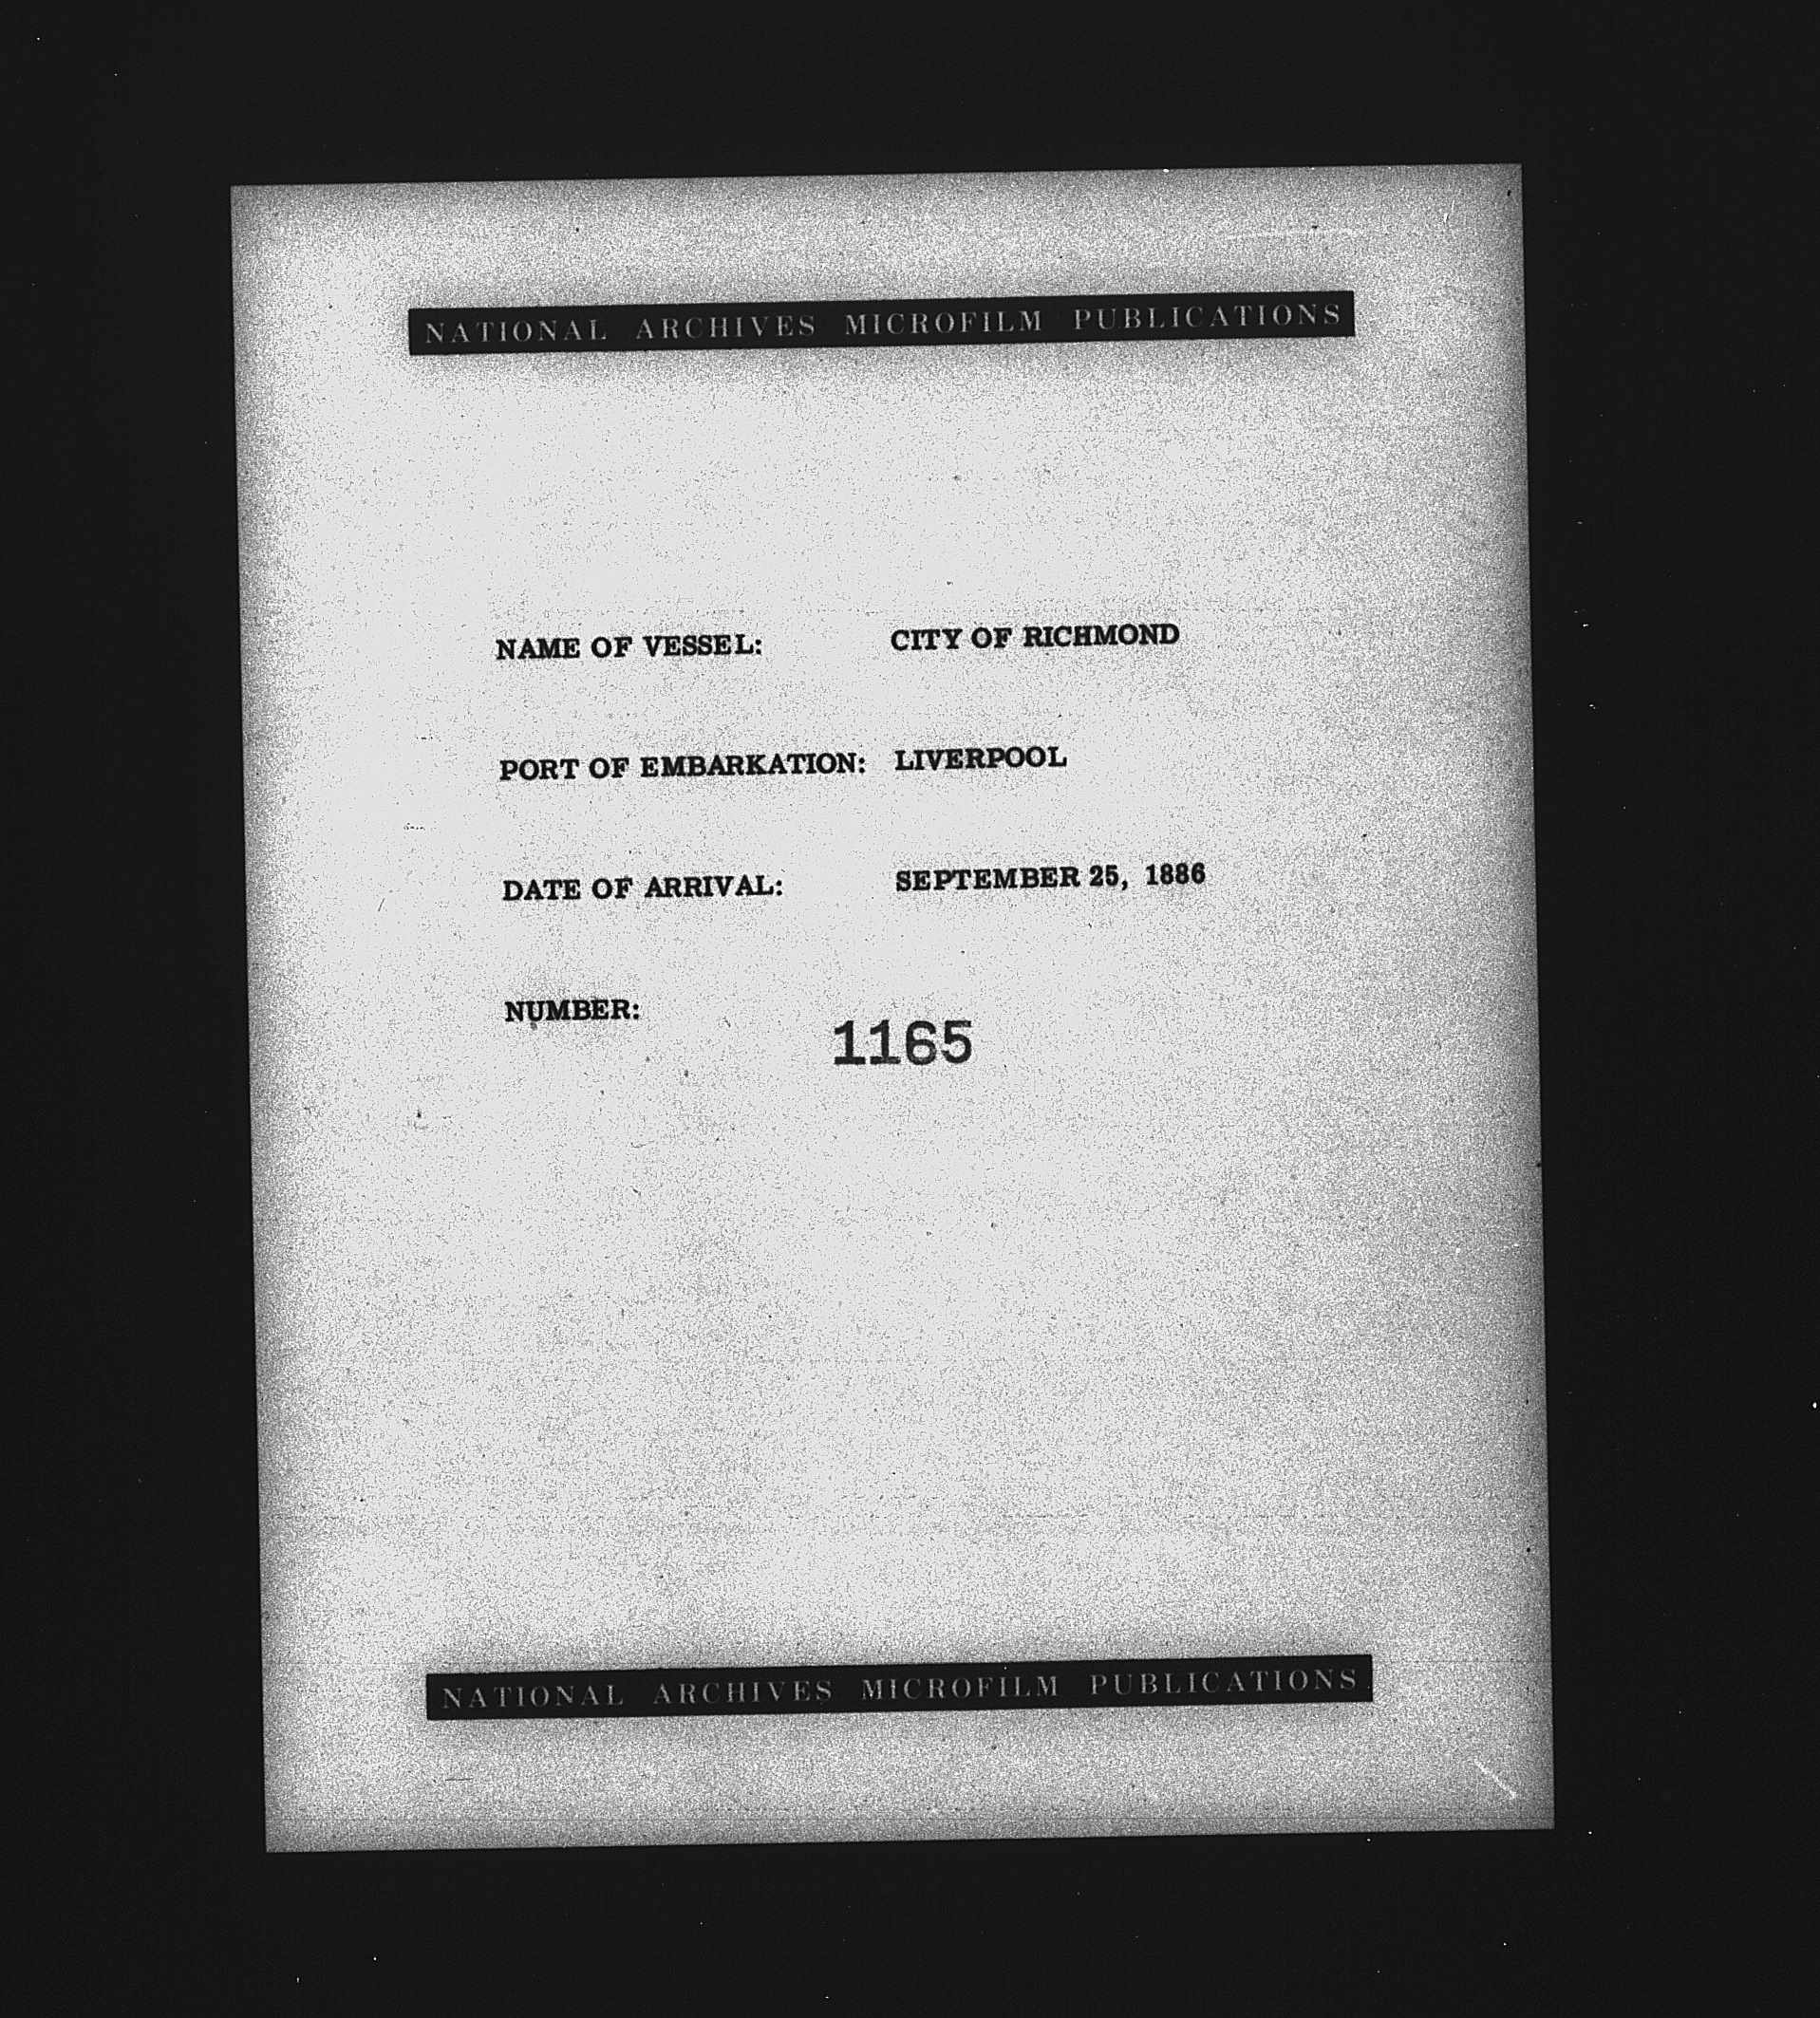 NATIONAL ARCHIVES MICROFILM PUBLICATIONS
NAME OF VESSEL: CITY OF RICHMOND
PORT OF EMBARKATION: LIVERPOOL
DATE OF ARRIVAL: SEPTEMBER 25, 1886
NUMBER: 1165
NATIONAL ARCHIVES MICROFILM PUBLICATIONS